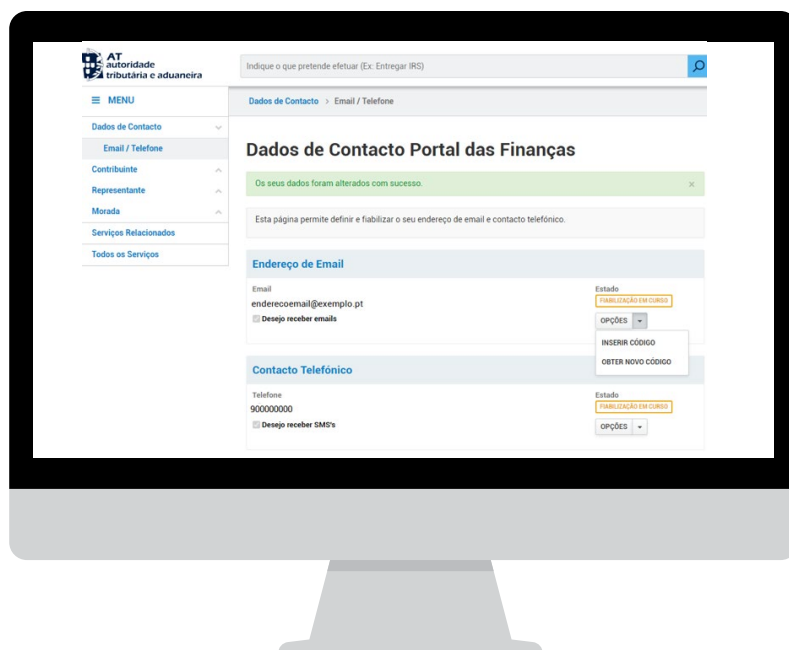 AT
autoridade
tributária e aduaneira
Indique o que pretende efetuar (Ex: Entregar IRS)
MENU
Dados de Contacto > Email / Telefone
Dados de Contacto
Email / Telefone
Contribuinte
Representante
Morada
Serviços Relacionados
Todos os Serviços
Dados de Contacto Portal das Finanças
Os seus dados foram alterados com sucesso. ×
Esta página permite definir e fiabilizar o seu endereço de email e contacto telefónico.
Endereço de Email
Email
enderecoemail@exemplo.pt
Desejo receber emails
Estado
FIABILIZAÇÃO EM CURSO
OPÇÕES
INSERIR CÓDIGO
OBTER NOVO CÓDIGO
Contacto Telefónico
Telefone
900000000
Desejo receber SMS's
Estado
FIABILIZAÇÃO EM CURSO
OPÇÕES